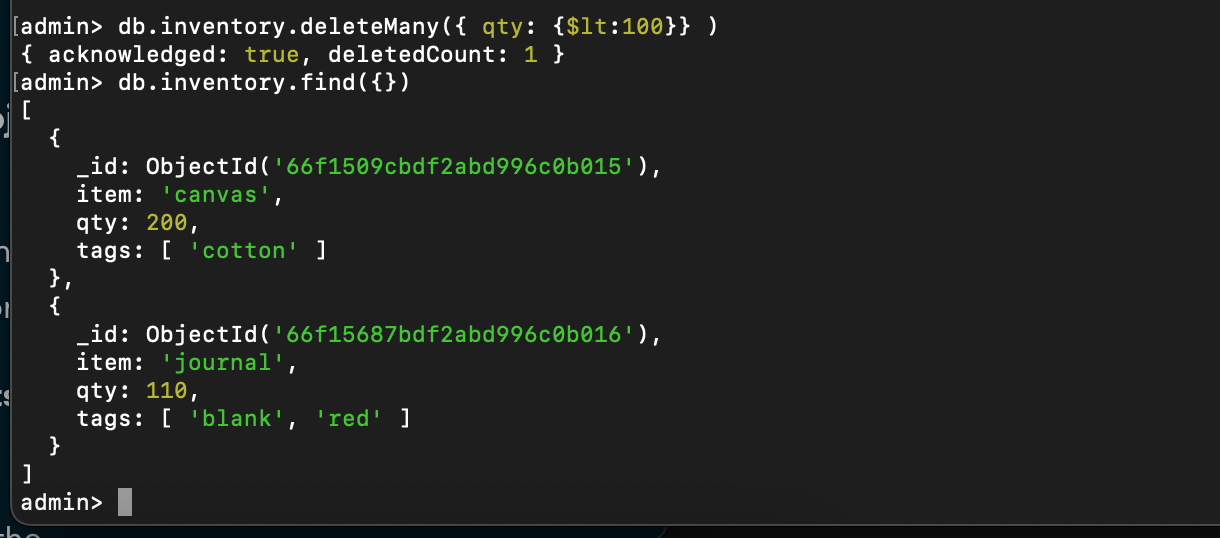 [admin> db.inventory.deleteMany({ qty: {$lt:100}} )
{ acknowledged: true, deletedCount: 1 }
[admin> db.inventory.find({})
[
  {
    _id: ObjectId('66f1509cbdf2abd996c0b015'),
    item: 'canvas',
    qty: 200,
    tags: [ 'cotton' ]
  },
  {
    _id: ObjectId('66f15687bdf2abd996c0b016'),
    item: 'journal',
    qty: 110,
    tags: [ 'blank', 'red' ]
  }
]
admin>